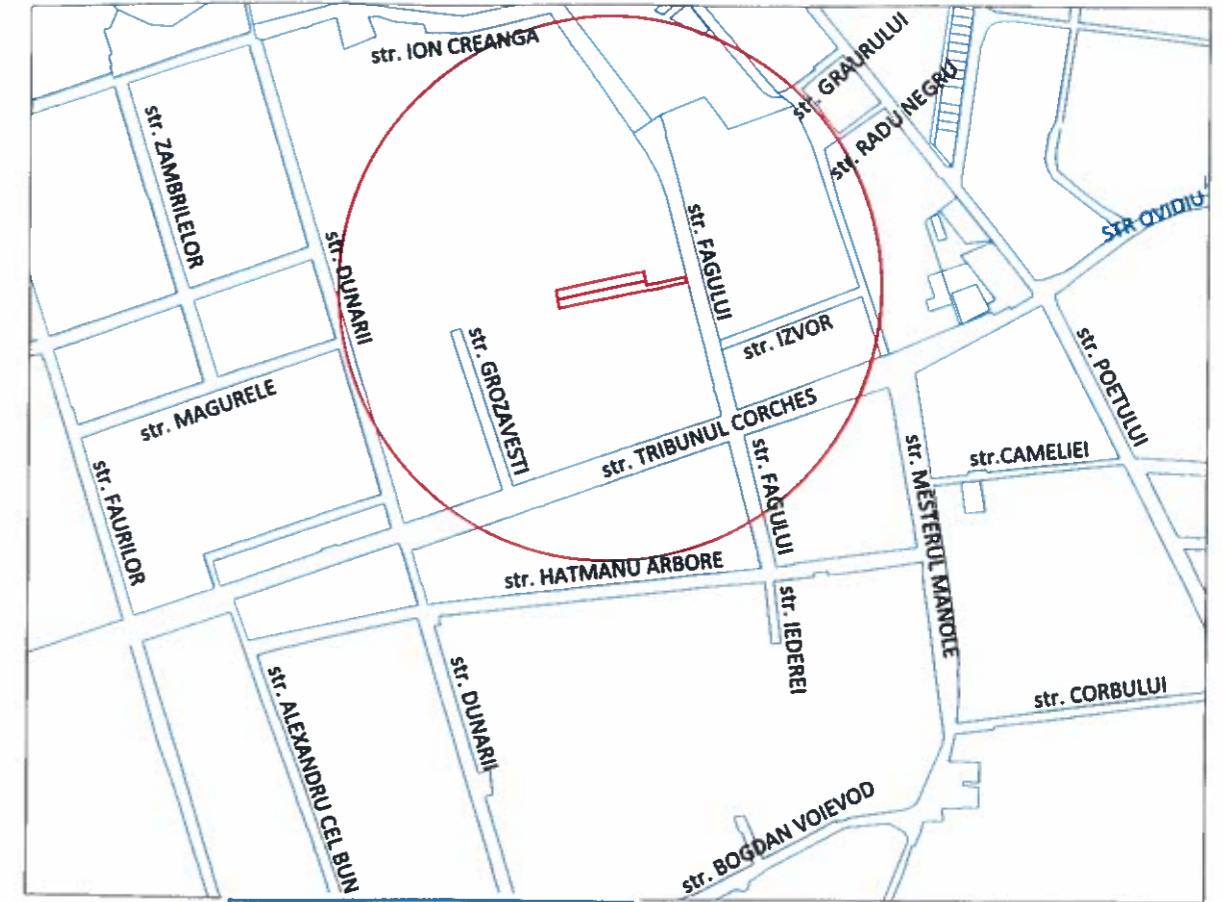 str. ION CREANGA
str. GRAURULUI
str. RADU NEGRU
str. ZAMBRILELOR
STR OVIDIU
str. FAGULUI
str. DUNARII
str. IZVOR
str. GROZAVESTI
str. POETULUI
str. MAGURELE
str. TRIBUNUL CORCHES
str.CAMELIEI
str. FAGULUI
str. MESTERUL MANOLE
str. FAURILOR
str. HATMANU ARBORE
str. IEDEREI
str. DUNARII
str. ALEXANDRU CEL BUN
str. CORBULUI
str. BOGDAN VOIEVOD